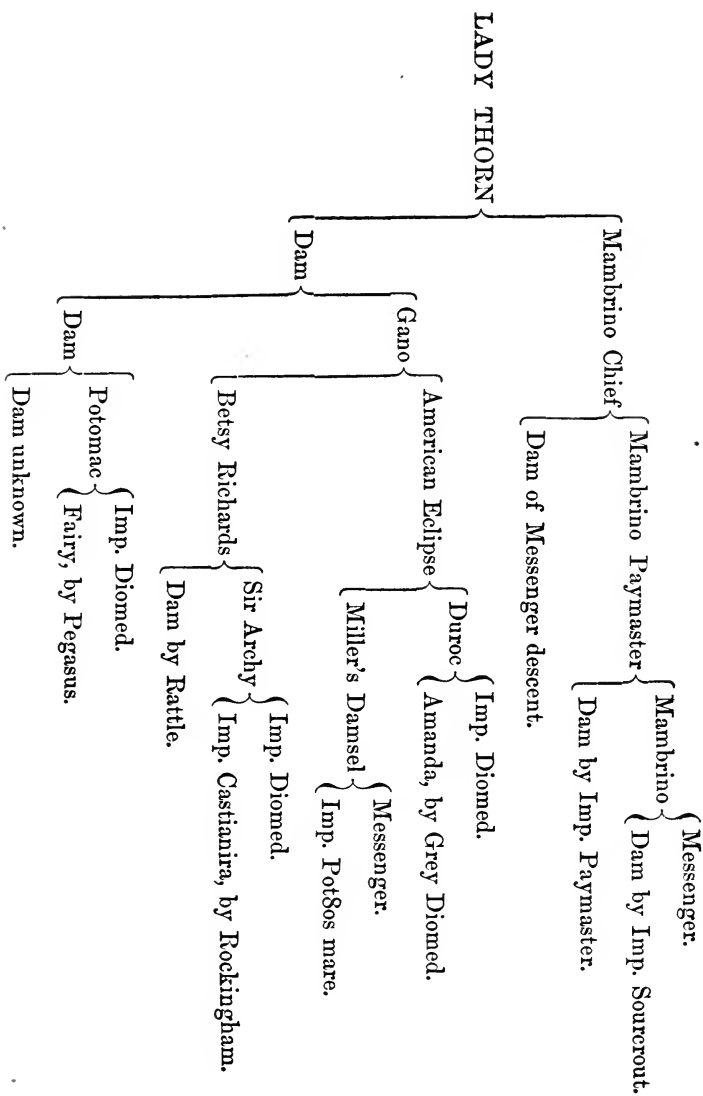 LADY THORN
Mambrino Chief
Mambrino Paymaster
Mambrino
Messenger.
Dam by Imp. Sourcrout.
Dam by Imp. Paymaster.
Dam of Messenger descent.
Dam
Gano
American Eclipse
Duroc
Imp. Diomed.
Amanda, by Grey Diomed.
Miller's Damsel
Messenger.
Imp. Pot8os mare.
Betsy Richards
Sir Archy
Imp. Diomed.
Imp. Castianira, by Rockingham.
Dam by Rattle.
Dam
Potomac
Imp. Diomed.
Fairy, by Pegasus.
Dam unknown.